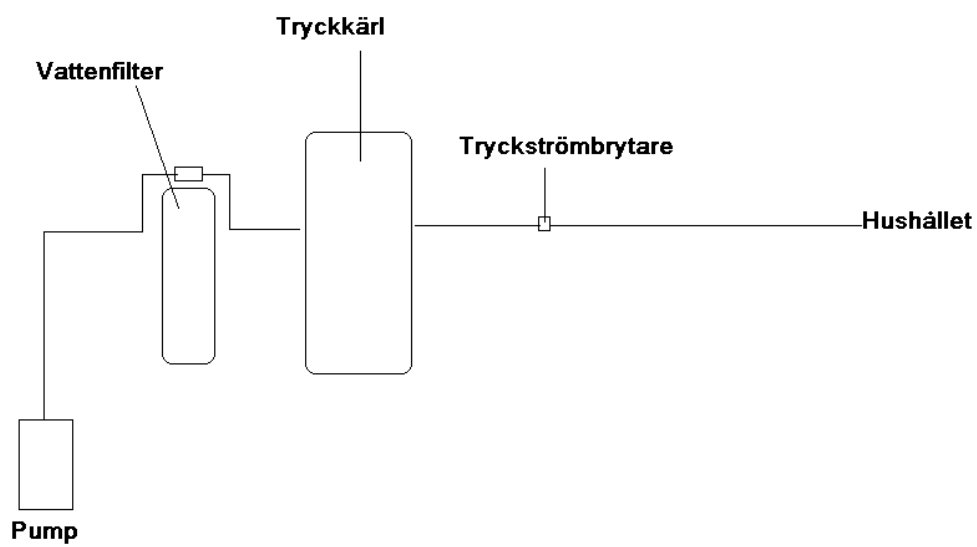 Tryckkärl
Vattenfilter
Tryckströmbrytare
Hushållet
Pump